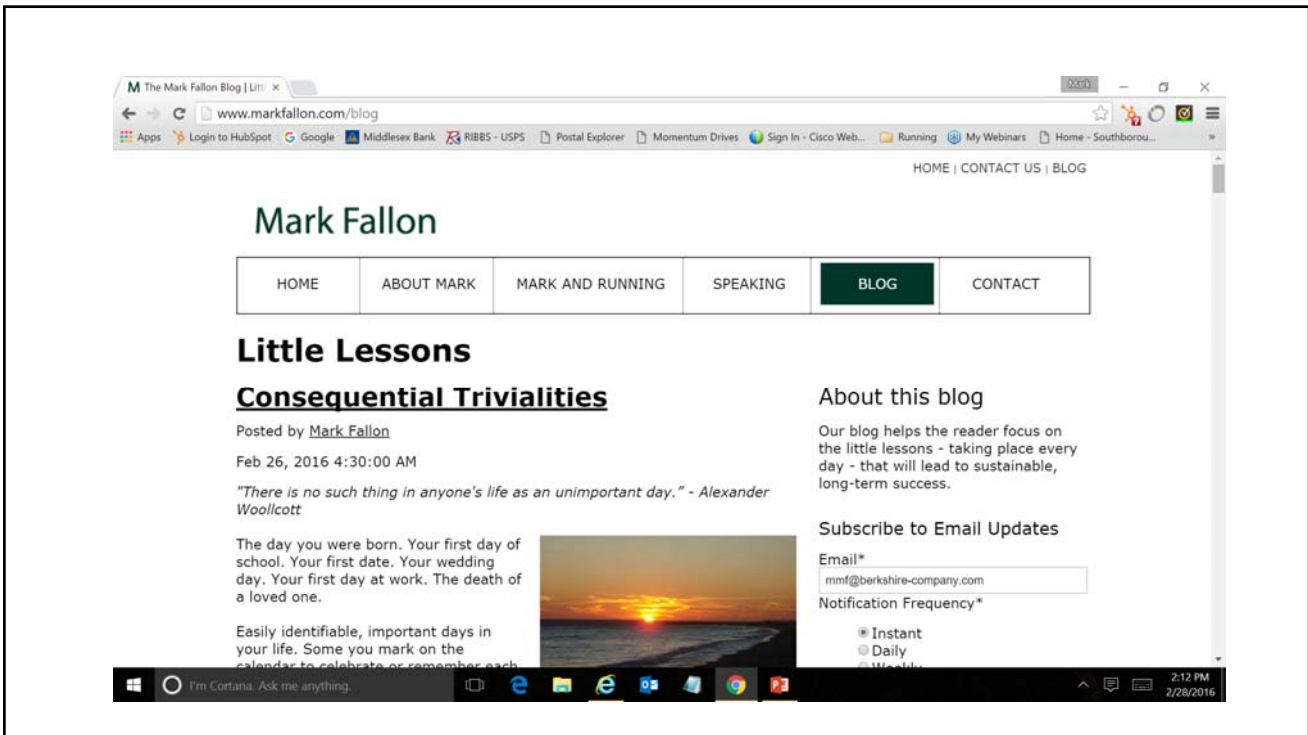 M The Mark Fallon Blog | Litt
Mark
www.markfallon.com/blog
Apps Login to HubSpot G Google Middlesex Bank RIBBS - USPS Postal Explorer Momentum Drives Sign In - Cisco Web... Running My Webinars Home - Southborou... »
HOME | CONTACT US | BLOG
Mark Fallon
HOME ABOUT MARK MARK AND RUNNING SPEAKING BLOG CONTACT
Little Lessons
Consequential Trivialities
Posted by Mark Fallon
Feb 26, 2016 4:30:00 AM
"There is no such thing in anyone's life as an unimportant day." - Alexander
Woollcott
The day you were born. Your first day of
school. Your first date. Your wedding
day. Your first day at work. The death of
a loved one.
Easily identifiable, important days in
your life. Some you mark on the
calendar to celebrate or remember each
About this blog
Our blog helps the reader focus on
the little lessons - taking place every
day - that will lead to sustainable,
long-term success.
Subscribe to Email Updates
Email*
mmf@berkshire-company.com
Notification Frequency*
Instant
Daily
Weekly
I'm Cortana. Ask me anything.
2:12 PM
2/28/2016